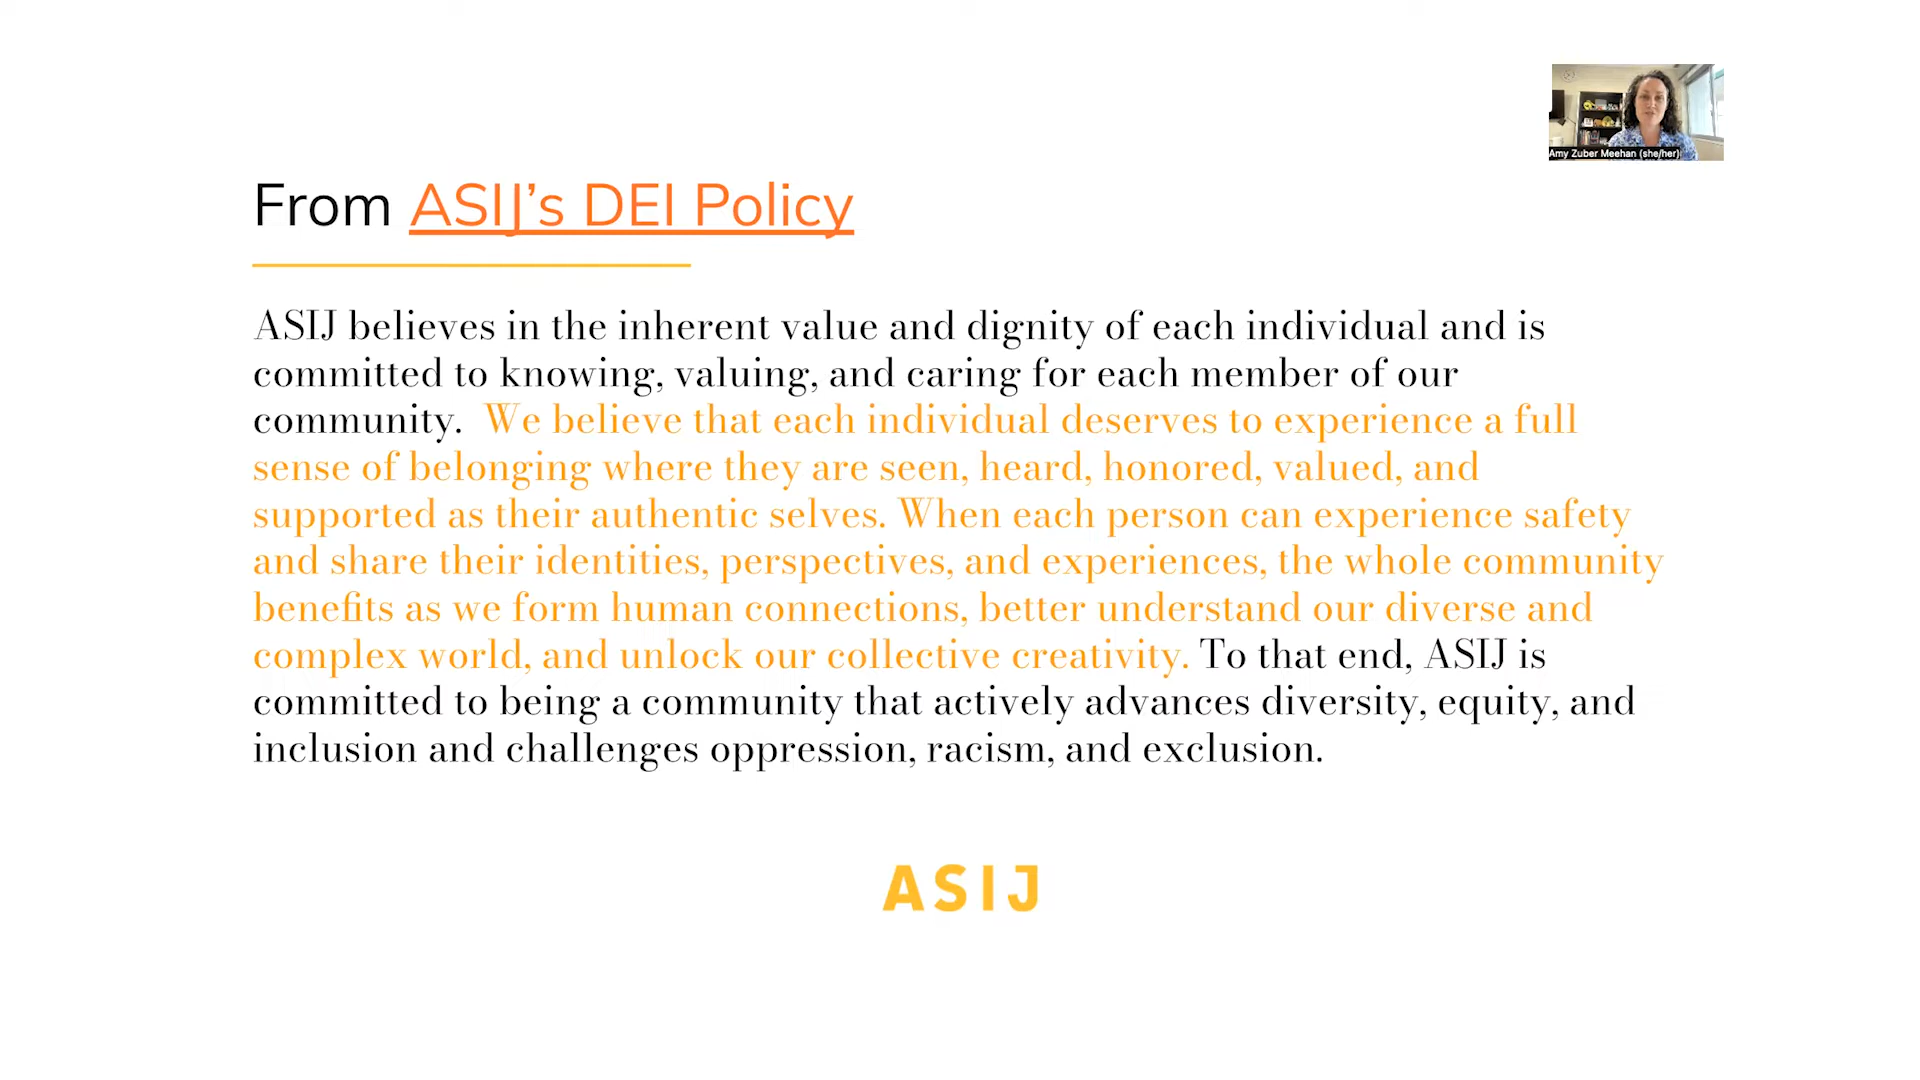 Amy Zuber Meehan (she/her)
From ASIJ’s DEI Policy
ASIJ believes in the inherent value and dignity of each individual and is
committed to knowing, valuing, and caring for each member of our
community.  We believe that each individual deserves to experience a full
sense of belonging where they are seen, heard, honored, valued, and
supported as their authentic selves. When each person can experience safety
and share their identities, perspectives, and experiences, the whole community
benefits as we form human connections, better understand our diverse and
complex world, and unlock our collective creativity. To that end, ASIJ is
committed to being a community that actively advances diversity, equity, and
inclusion and challenges oppression, racism, and exclusion.
ASIJ